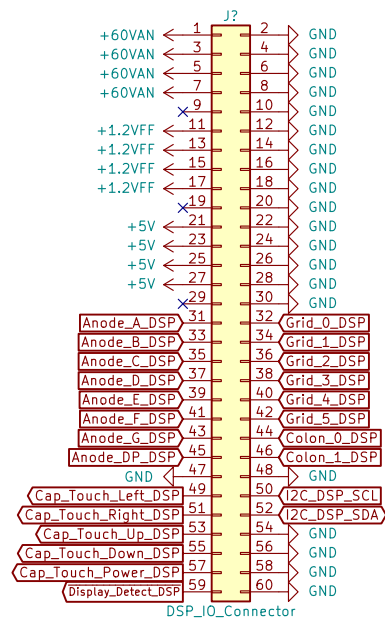 J?
+60VAN 1 2 GND
+60VAN 3 4 GND
+60VAN 5 6 GND
+60VAN 7 8 GND
9 10 GND
+1.2VFF 11 12 GND
+1.2VFF 13 14 GND
+1.2VFF 15 16 GND
+1.2VFF 17 18 GND
19 20 GND
+5V 21 22 GND
+5V 23 24 GND
+5V 25 26 GND
+5V 27 28 GND
29 30 GND
Anode_A_DSP 31 32 Grid_0_DSP
Anode_B_DSP 33 34 Grid_1_DSP
Anode_C_DSP 35 36 Grid_2_DSP
Anode_D_DSP 37 38 Grid_3_DSP
Anode_E_DSP 39 40 Grid_4_DSP
Anode_F_DSP 41 42 Grid_5_DSP
Anode_G_DSP 43 44 Colon_0_DSP
Anode_DP_DSP 45 46 Colon_1_DSP
GND 47 48 GND
Cap_Touch_Left_DSP 49 50 I2C_DSP_SCL
Cap_Touch_Right_DSP 51 52 I2C_DSP_SDA
Cap_Touch_Up_DSP 53 54 GND
Cap_Touch_Down_DSP 55 56 GND
Cap_Touch_Power_DSP 57 58 GND
Display_Detect_DSP 59 60 GND
DSP_IO_Connector